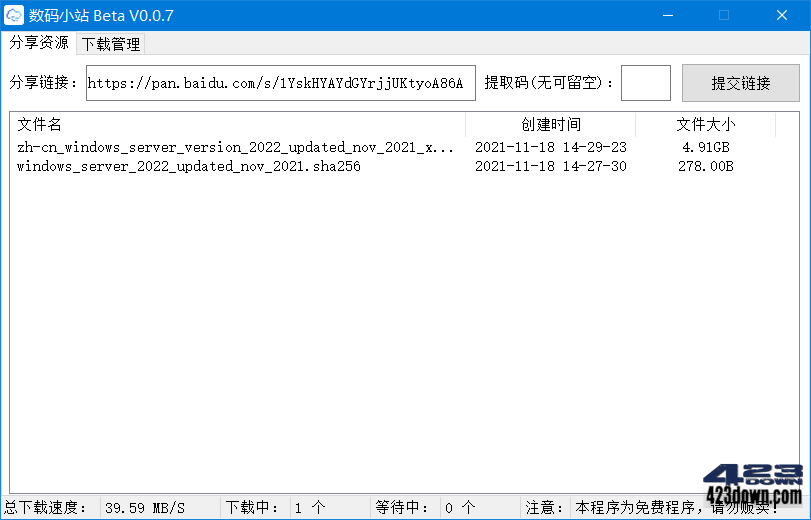 数码小站 Beta V0.0.7
分享资源 下载管理
分享链接： https://pan.baidu.com/s/1YskHYAYdGYrjjUKtyoA86A 提取码(无可留空)： 提交链接
文件名 创建时间 文件大小
zh-cn_windows_server_version_2022_updated_nov_2021_x... 2021-11-18 14-29-23 4.91GB
windows_server_2022_updated_nov_2021.sha256 2021-11-18 14-27-30 278.00B
423
DOWN
423down.com
总下载速度： 39.59 MB/S 下载中： 1 个 等待中： 0 个 注意： 本程序为免费程序，请勿贩卖！